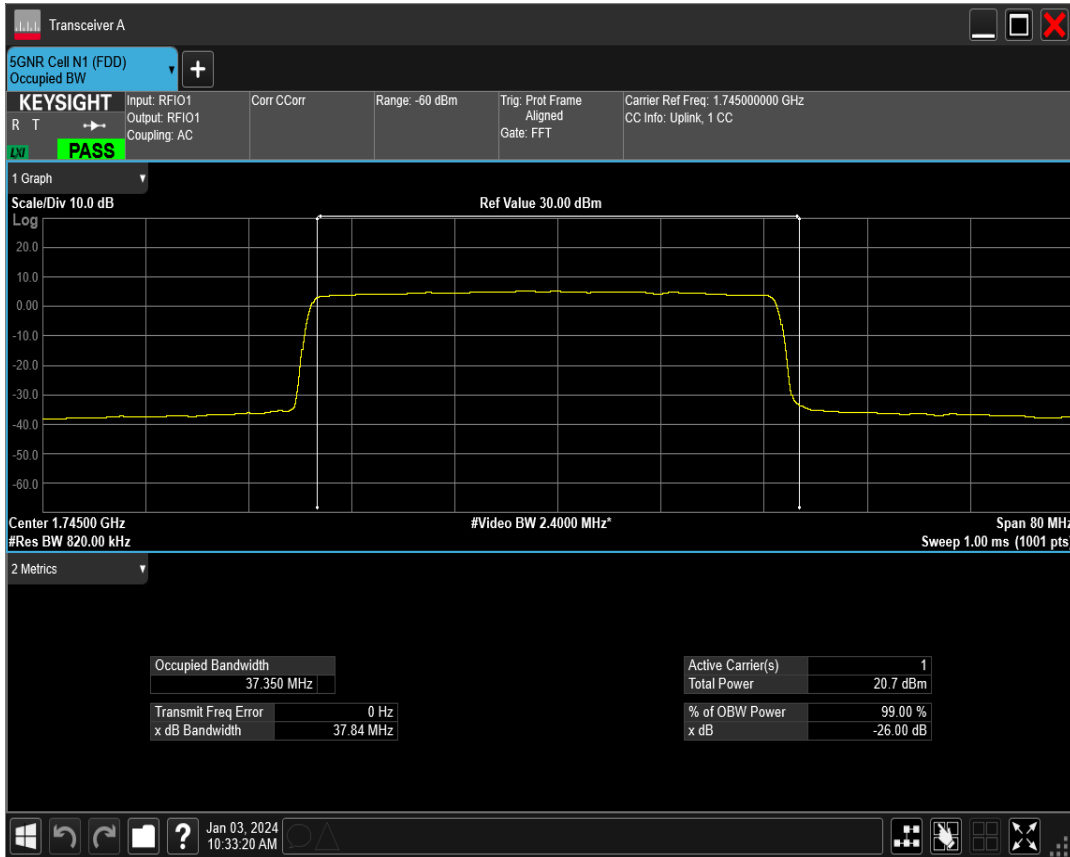 Transceiver A
5GNR Cell N1 (FDD)
Occupied BW
+
KEYSIGHT
R T
LXI
PASS
Input: RFIO1
Output: RFIO1
Coupling: AC
Corr CCorr
Range: -60 dBm
Trig: Prot Frame
Aligned
Gate: FFT
Carrier Ref Freq: 1.745000000 GHz
CC Info: Uplink, 1 CC
1 Graph
Scale/Div 10.0 dB
Ref Value 30.00 dBm
Log
20.0
10.0
0.00
-10.0
-20.0
-30.0
-40.0
-50.0
-60.0
Center 1.74500 GHz
#Video BW 2.4000 MHz*
Span 80 MHz
#Res BW 820.00 kHz
Sweep 1.00 ms (1001 pts)
2 Metrics
Occupied Bandwidth
37.350 MHz
Transmit Freq Error 0 Hz
x dB Bandwidth 37.84 MHz
Active Carrier(s) 1
Total Power 20.7 dBm
% of OBW Power 99.00 %
x dB -26.00 dB
?
Jan 03, 2024
10:33:20 AM